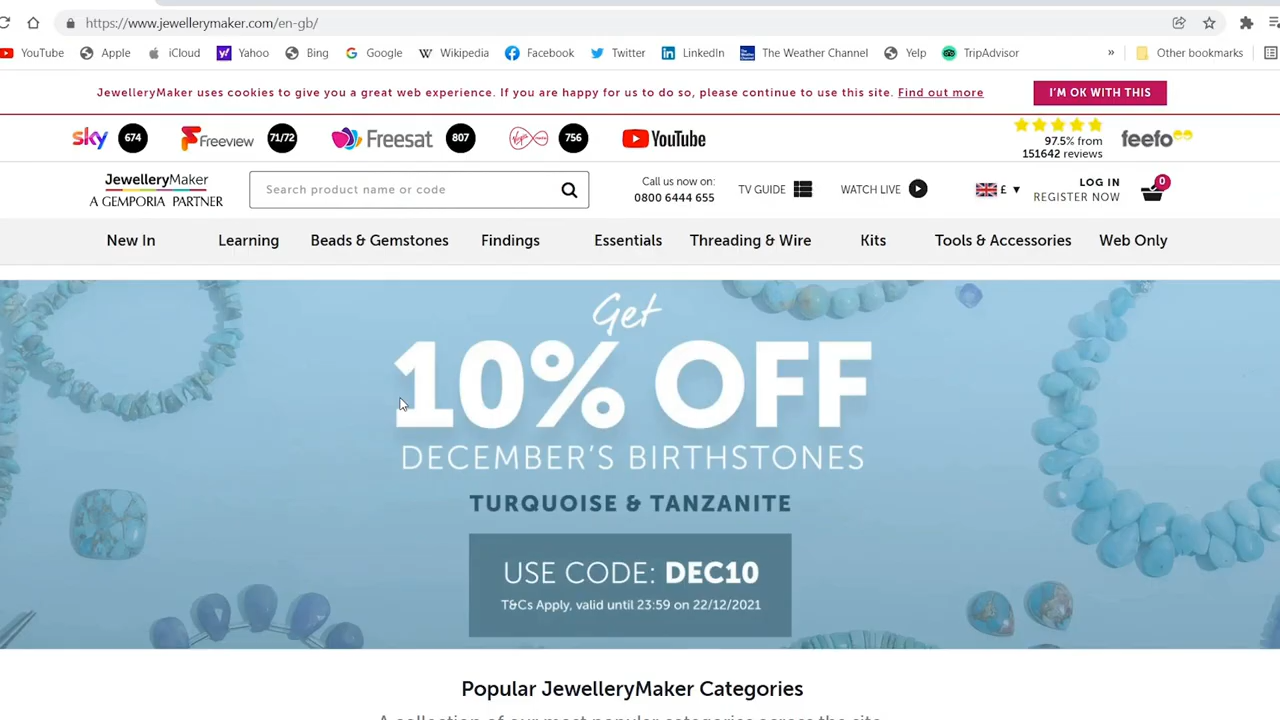 https://www.jewellerymaker.com/en-gb/
YouTube Apple iCloud Yahoo Bing Google Wikipedia Facebook Twitter LinkedIn The Weather Channel Yelp TripAdvisor » Other bookmarks
JewelleryMaker uses cookies to give you a great web experience. If you are happy for us to do so, please continue to use this site. Find out more
I'M OK WITH THIS
sky 674 Freeview 71/72 Freesat 807 756 YouTube
97.5% from
151642 reviews
feefo
JewelleryMaker
A GEMPORIA PARTNER
Search product name or code
Call us now on:
0800 6444 655
TV GUIDE
WATCH LIVE
£ ▼
LOG IN
REGISTER NOW
0
New In Learning Beads & Gemstones Findings Essentials Threading & Wire Kits Tools & Accessories Web Only
Get
10% OFF
DECEMBER'S BIRTHSTONES
TURQUOISE & TANZANITE
USE CODE: DEC10
T&Cs Apply, valid until 23:59 on 22/12/2021
Popular JewelleryMaker Categories
A collection of our most popular categories across the site